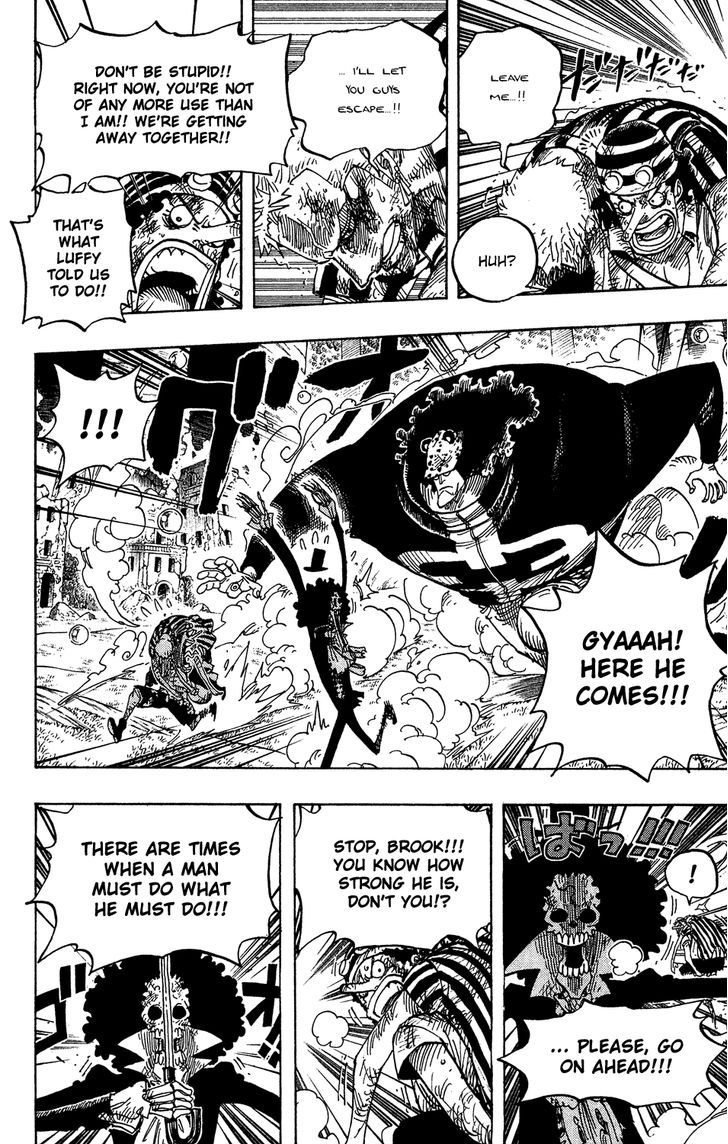 LEAVE
ME...!!
HUH?
... I'LL LET
YOU GUYS
ESCAPE...!!
DON'T BE STUPID!!
RIGHT NOW, YOU'RE NOT
OF ANY MORE USE THAN
I AM!! WE'RE GETTING
AWAY TOGETHER!!
THAT'S
WHAT
LUFFY
TOLD US
TO DO!!
GYAAAH!
HERE HE
COMES!!!
!!!
ばっ!!!
!
... PLEASE, GO
ON AHEAD!!!
STOP, BROOK!!!
YOU KNOW HOW
STRONG HE IS,
DON'T YOU!?
THERE ARE TIMES
WHEN A MAN
MUST DO WHAT
HE MUST DO!!!